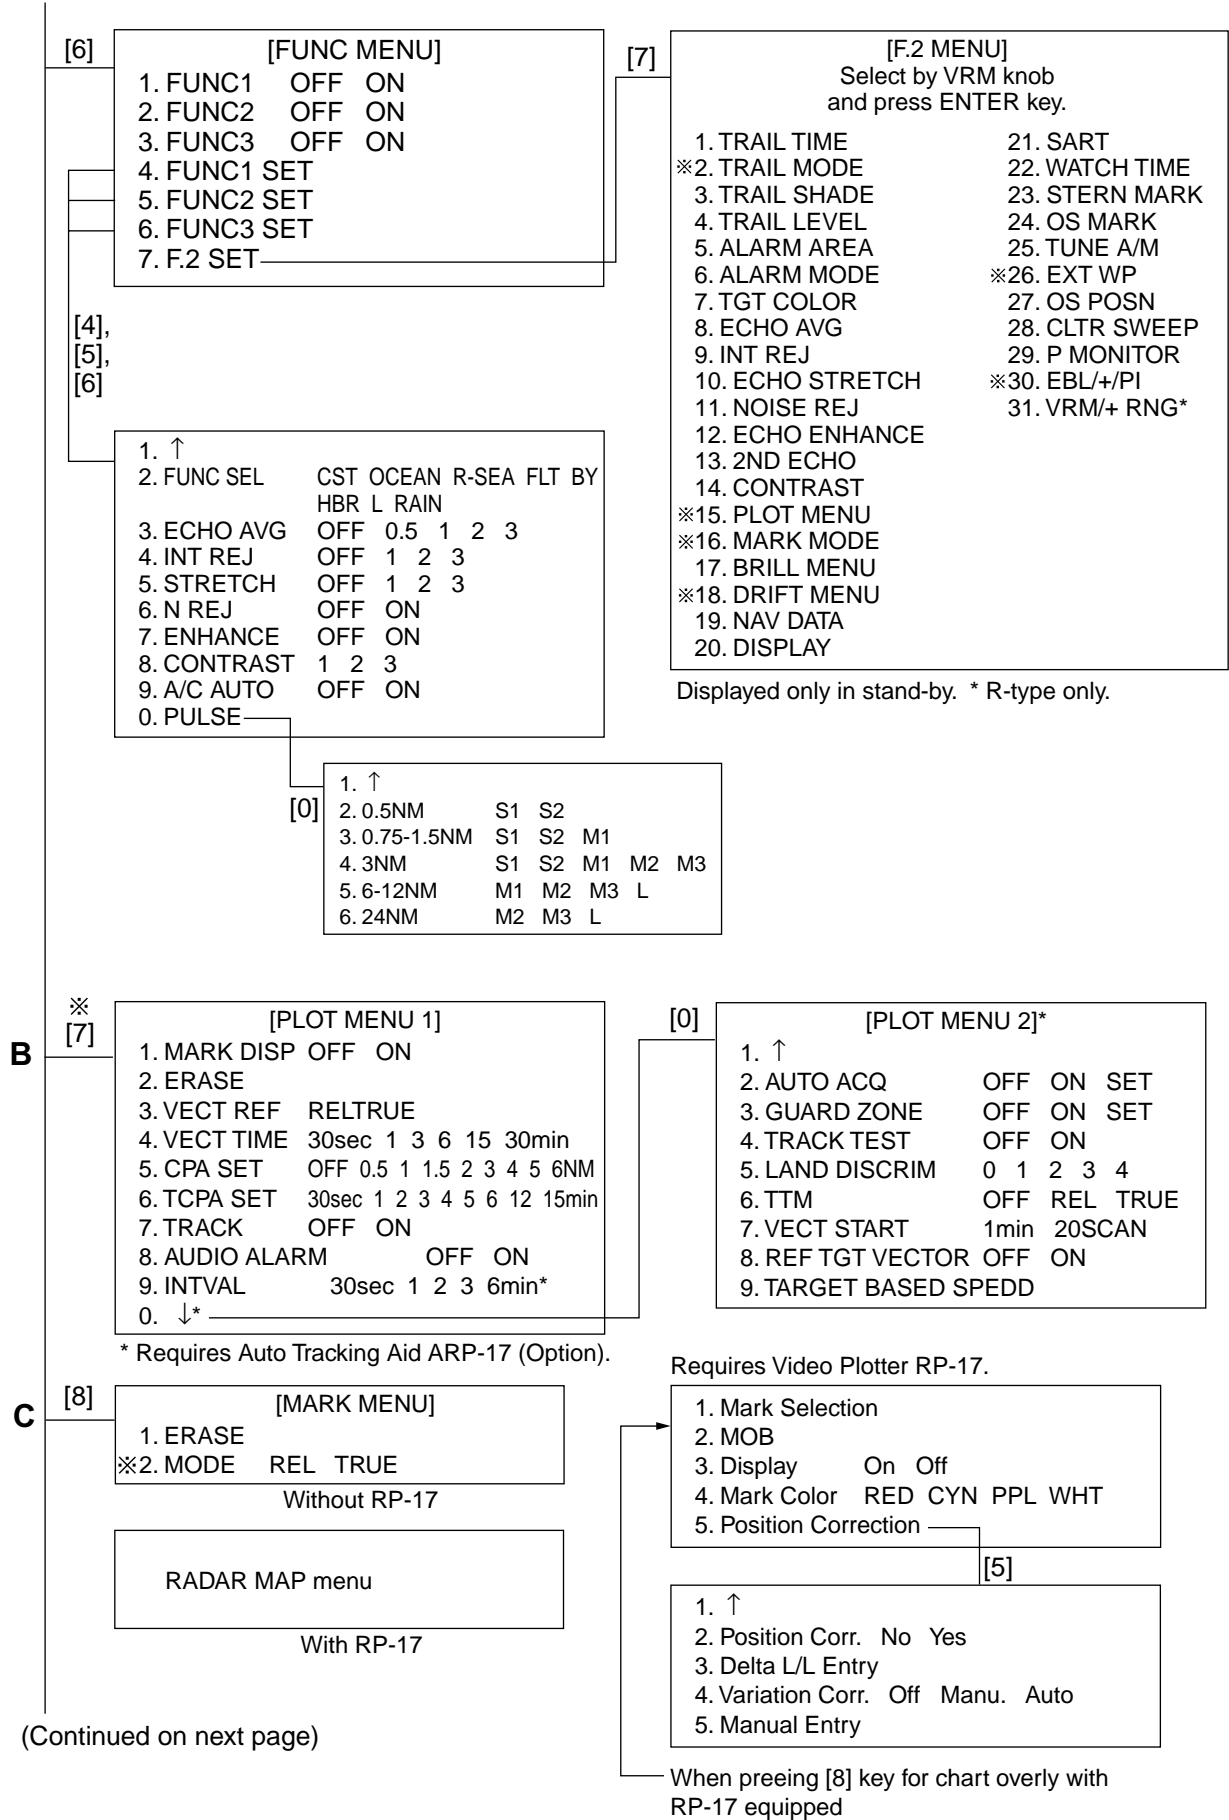 [6]
[FUNC MENU]
1. FUNC1 OFF ON
2. FUNC2 OFF ON
3. FUNC3 OFF ON
4. FUNC1 SET
5. FUNC2 SET
6. FUNC3 SET
7. F.2 SET
[7]
[F.2 MENU]
Select by VRM knob
and press ENTER key.
1. TRAIL TIME
※2. TRAIL MODE
3. TRAIL SHADE
4. TRAIL LEVEL
5. ALARM AREA
6. ALARM MODE
7. TGT COLOR
8. ECHO AVG
9. INT REJ
10. ECHO STRETCH
11. NOISE REJ
12. ECHO ENHANCE
13. 2ND ECHO
14. CONTRAST
※15. PLOT MENU
※16. MARK MODE
17. BRILL MENU
※18. DRIFT MENU
19. NAV DATA
20. DISPLAY
21. SART
22. WATCH TIME
23. STERN MARK
24. OS MARK
25. TUNE A/M
※26. EXT WP
27. OS POSN
28. CLTR SWEEP
29. P MONITOR
※30. EBL/+/PI
31. VRM/+ RNG*
Displayed only in stand-by. * R-type only.
[4],
[5],
[6]
1. ↑
2. FUNC SEL CST OCEAN R-SEA FLT BY
HBR L RAIN
3. ECHO AVG OFF 0.5 1 2 3
4. INT REJ OFF 1 2 3
5. STRETCH OFF 1 2 3
6. N REJ OFF ON
7. ENHANCE OFF ON
8. CONTRAST 1 2 3
9. A/C AUTO OFF ON
0. PULSE
[0]
1. ↑
2. 0.5NM S1 S2
3. 0.75-1.5NM S1 S2 M1
4. 3NM S1 S2 M1 M2 M3
5. 6-12NM M1 M2 M3 L
6. 24NM M2 M3 L
B
※
[7]
[PLOT MENU 1]
1. MARK DISP OFF ON
2. ERASE
3. VECT REF RELTRUE
4. VECT TIME 30sec 1 3 6 15 30min
5. CPA SET OFF 0.5 1 1.5 2 3 4 5 6NM
6. TCPA SET 30sec 1 2 3 4 5 6 12 15min
7. TRACK OFF ON
8. AUDIO ALARM OFF ON
9. INTVAL 30sec 1 2 3 6min*
0. ↓*
* Requires Auto Tracking Aid ARP-17 (Option).
[0]
[PLOT MENU 2]*
1. ↑
2. AUTO ACQ OFF ON SET
3. GUARD ZONE OFF ON SET
4. TRACK TEST OFF ON
5. LAND DISCRIM 0 1 2 3 4
6. TTM OFF REL TRUE
7. VECT START 1min 20SCAN
8. REF TGT VECTOR OFF ON
9. TARGET BASED SPEDD
C
[8]
[MARK MENU]
1. ERASE
※2. MODE REL TRUE
Without RP-17
RADAR MAP menu
With RP-17
Requires Video Plotter RP-17.
1. Mark Selection
2. MOB
3. Display On Off
4. Mark Color RED CYN PPL WHT
5. Position Correction
[5]
1. ↑
2. Position Corr. No Yes
3. Delta L/L Entry
4. Variation Corr. Off Manu. Auto
5. Manual Entry
When preeing [8] key for chart overly with
RP-17 equipped
(Continued on next page)